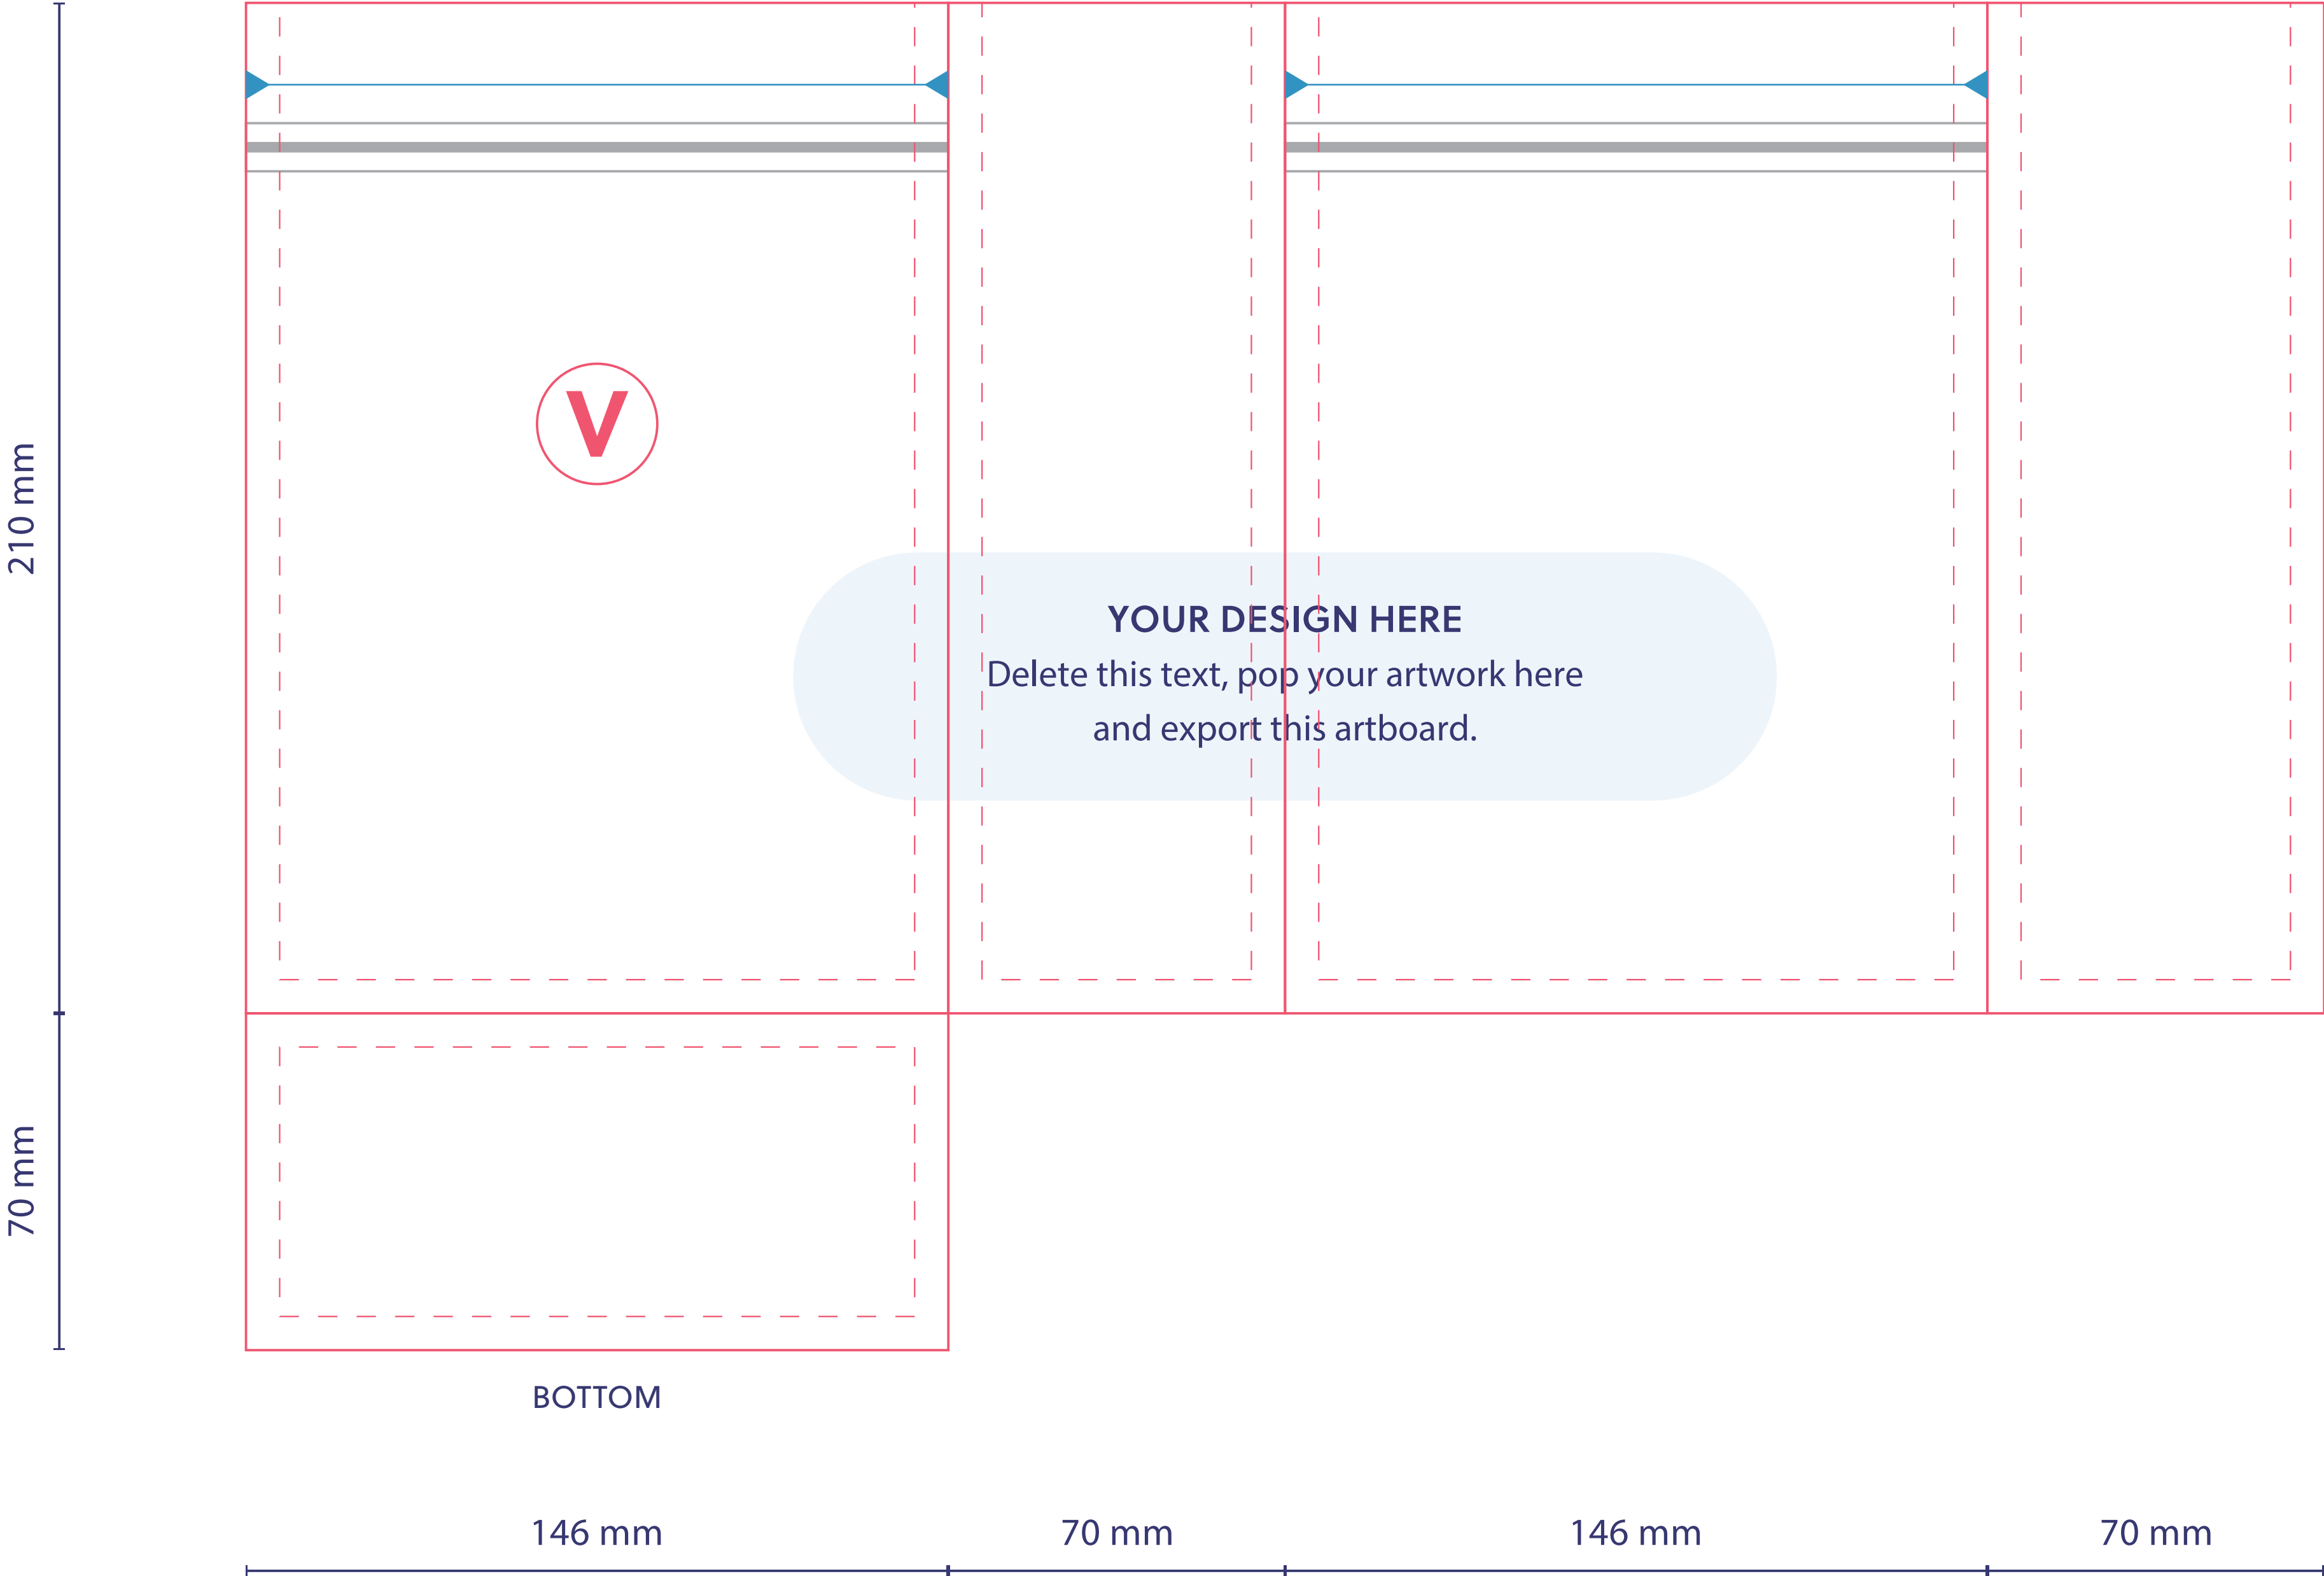 210 mm
V
YOUR DESIGN HERE
Delete this text, pop your artwork here
and export this artboard.
70 mm
BOTTOM
146 mm
70 mm
146 mm
70 mm